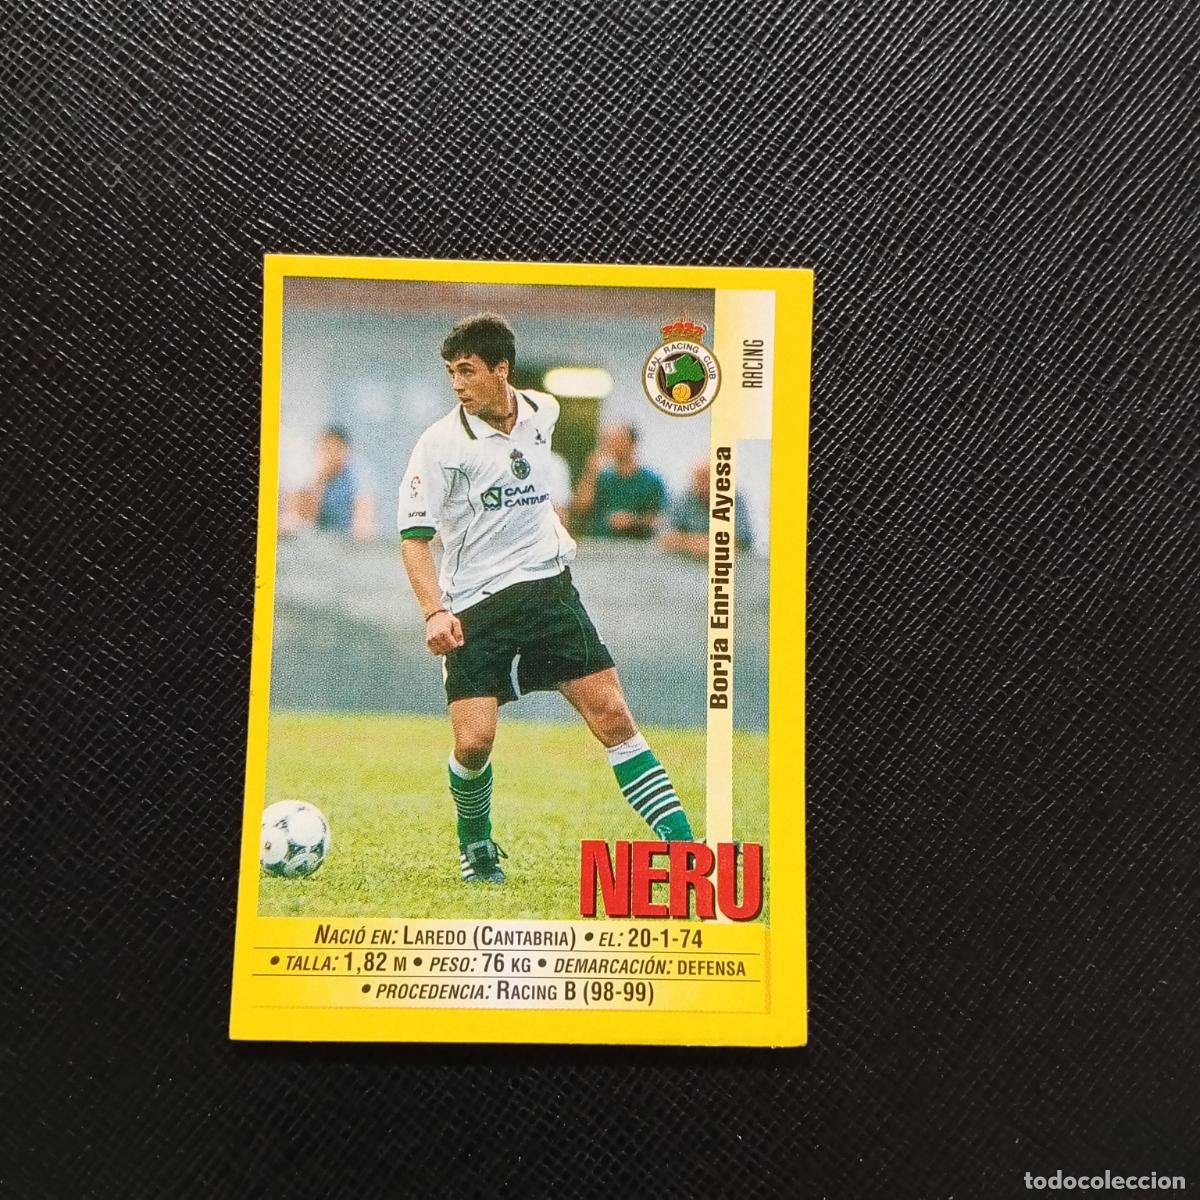 REAL RACING CLUB
SANTANDER
RACING
Borja Enrique Ayesa
CAJA
CANTABRIA
NERU
NACIÓ EN: LAREDO (CANTABRIA) • EL: 20-1-74
• TALLA: 1,82 M • PESO: 76 KG • DEMARCACIÓN: DEFENSA
• PROCEDENCIA: RACING B (98-99)
todocoleccion